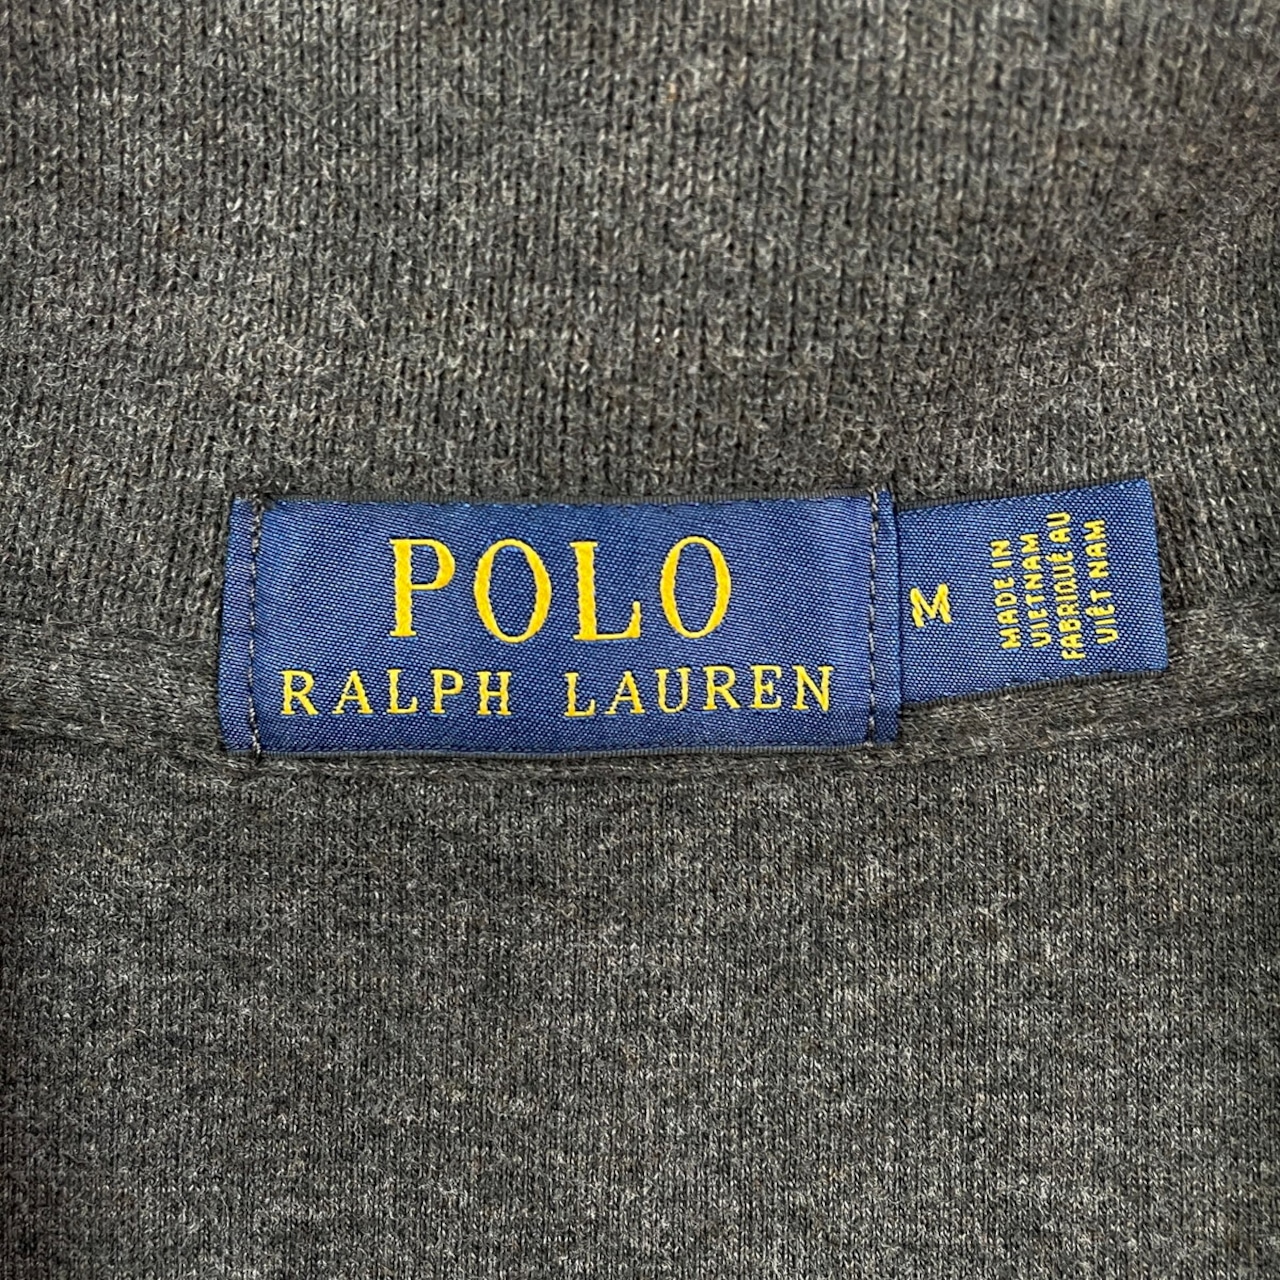 POLO
RALPH LAUREN
M
MADE IN
VIETNAM
FABRIQUÉ AU
VIÊT NAM